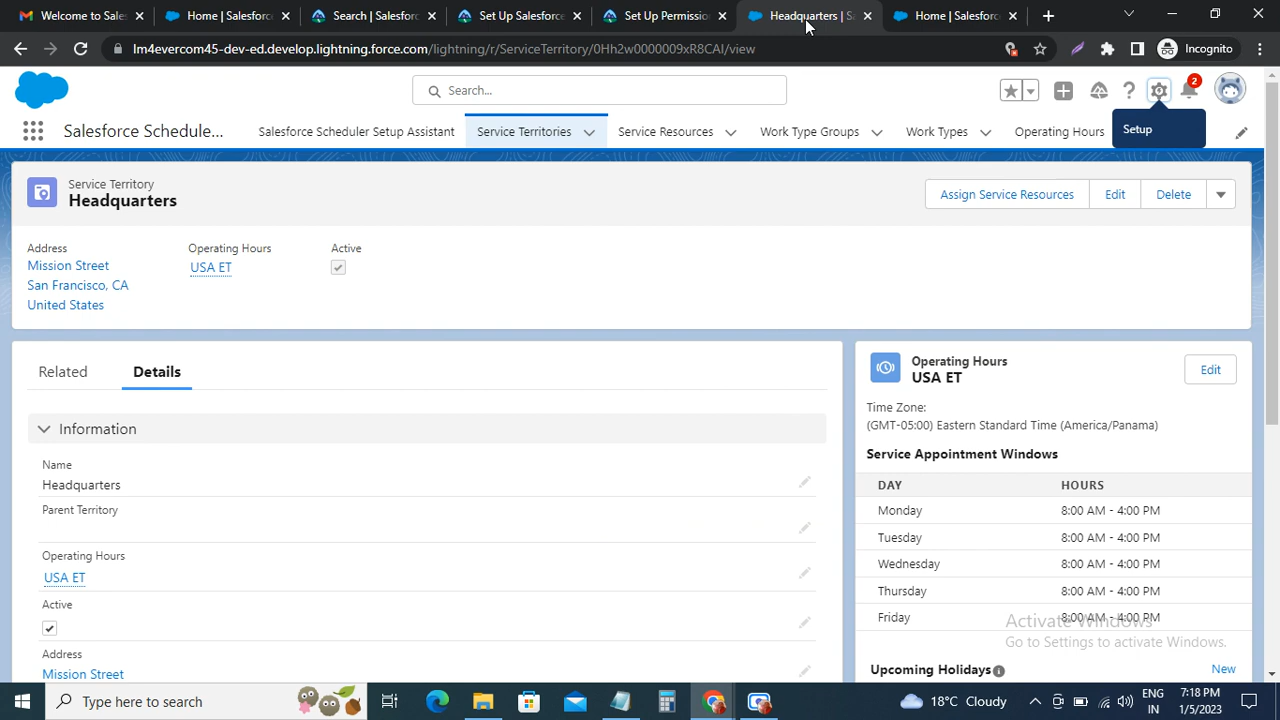 Welcome to Sales
Home | Salesforc
Search | Salesforc
Set Up Salesforce
Set Up Permissio
Headquarters | Sa
Home | Salesforc
lm4evercom45-dev-ed.develop.lightning.force.com/lightning/r/ServiceTerritory/0Hh2w0000009xR8CAI/view
Incognito
Search...
2
Salesforce Schedule...
Salesforce Scheduler Setup Assistant
Service Territories
Service Resources
Work Type Groups
Work Types
Operating Hours
Setup
Service Territory
Headquarters
Assign Service Resources
Edit
Delete
Address
Mission Street
San Francisco, CA
United States
Operating Hours
USA ET
Active
Related
Details
Information
Name
Headquarters
Parent Territory
Operating Hours
USA ET
Active
Address
Mission Street
Operating Hours
USA ET
Edit
Time Zone:
(GMT-05:00) Eastern Standard Time (America/Panama)
Service Appointment Windows
DAY HOURS
Monday 8:00 AM - 4:00 PM
Tuesday 8:00 AM - 4:00 PM
Wednesday 8:00 AM - 4:00 PM
Thursday 8:00 AM - 4:00 PM
Friday 8:00 AM - 4:00 PM
Activate Windows
Go to Settings to activate Windows.
Upcoming Holidays
New
Type here to search
18°C Cloudy
ENG
IN
7:18 PM
1/5/2023